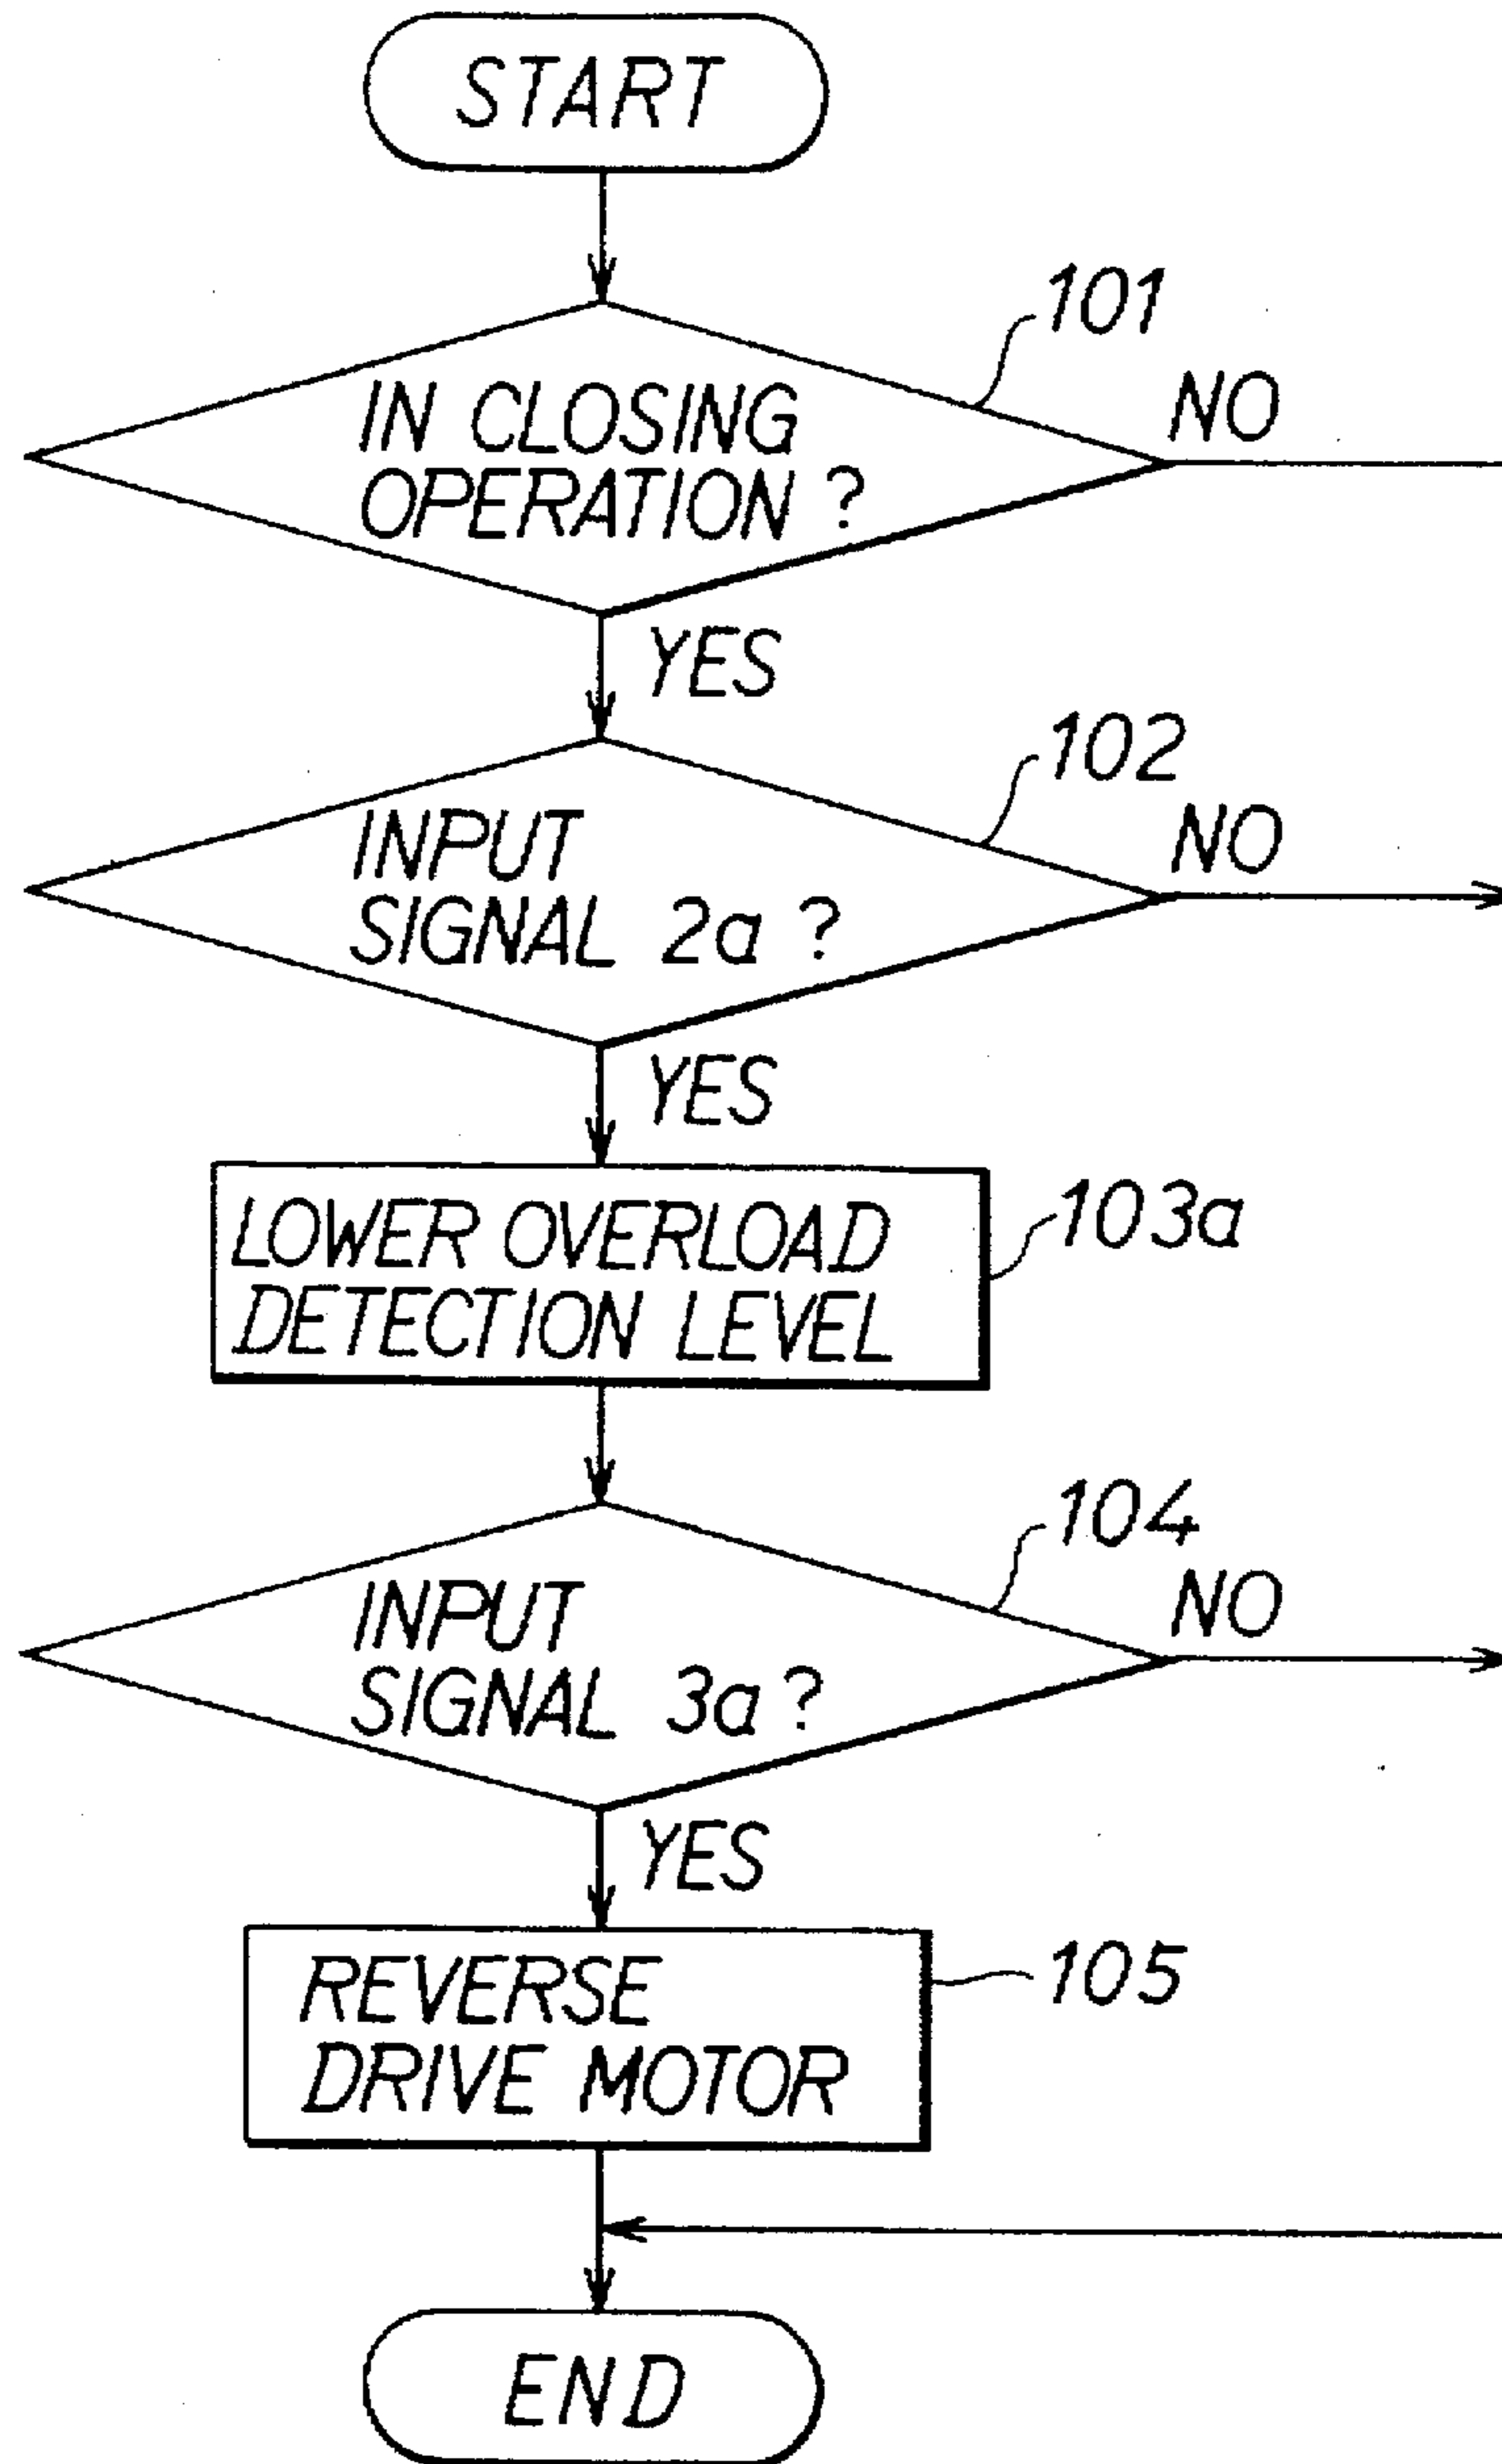 START
101
IN CLOSING
OPERATION ?
NO
YES
102
INPUT
SIGNAL 2a ?
NO
YES
LOWER OVERLOAD
DETECTION LEVEL
103a
104
INPUT
SIGNAL 3a ?
NO
YES
REVERSE
DRIVE MOTOR
105
END